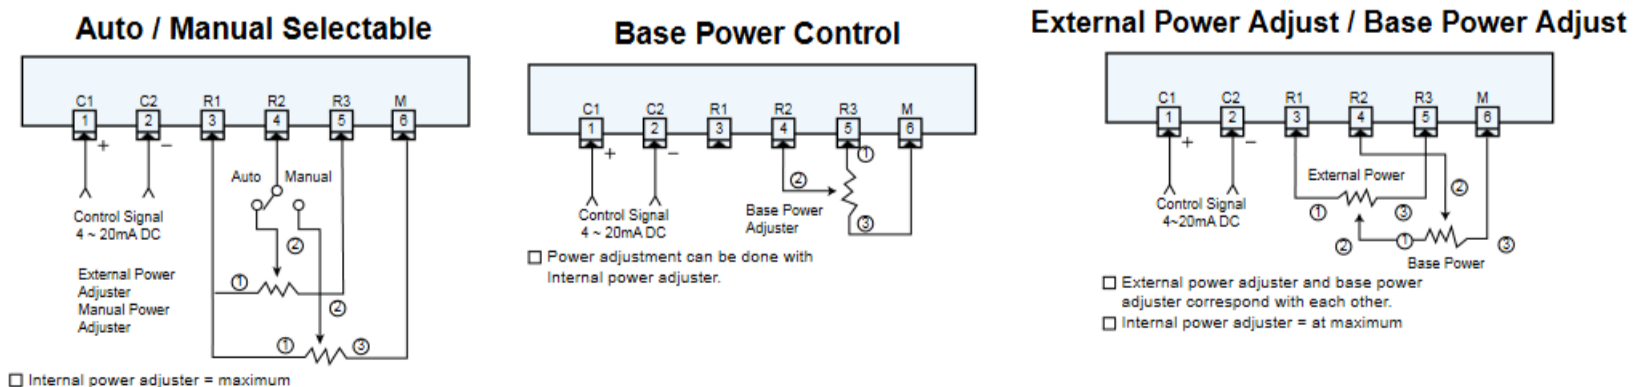 Auto / Manual Selectable
C1 C2 R1 R2 R3 M
1 2 3 4 5 6
+ −
Auto Manual
Control Signal
4 ~ 20mA DC
②
External Power
Adjuster
Manual Power
Adjuster
①
②
① ③
□ Internal power adjuster = maximum
Base Power Control
C1 C2 R1 R2 R3 M
1 2 3 4 5 6
+ −
①
②
Base Power
Adjuster
Control Signal
4 ~ 20mA DC
③
□ Power adjustment can be done with
Internal power adjuster.
External Power Adjust / Base Power Adjust
C1 C2 R1 R2 R3 M
1 2 3 4 5 6
+ −
External Power
②
Control Signal
4~20mA DC
① ③
② ① ③
Base Power
□ External power adjuster and base power
adjuster correspond with each other.
□ Internal power adjuster = at maximum